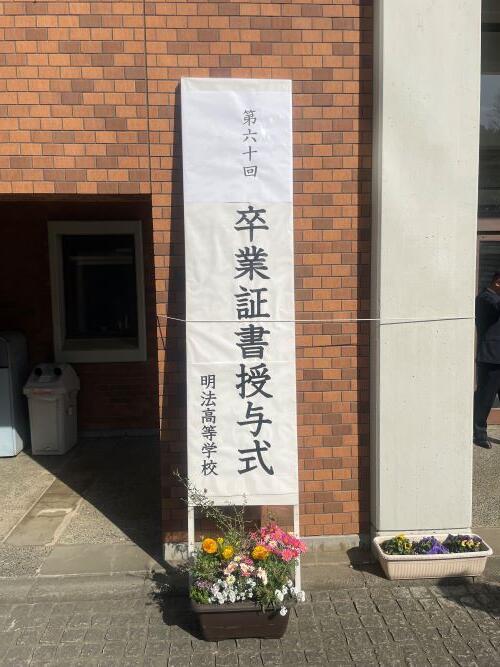 第六十回
卒業証書授与式
明法高等学校